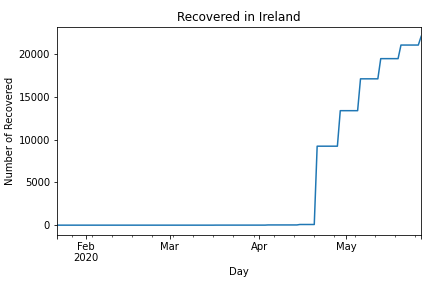 Recovered in Ireland
Number of Recovered
20000
15000
10000
5000
0
Feb
2020
Mar
Apr
May
Day